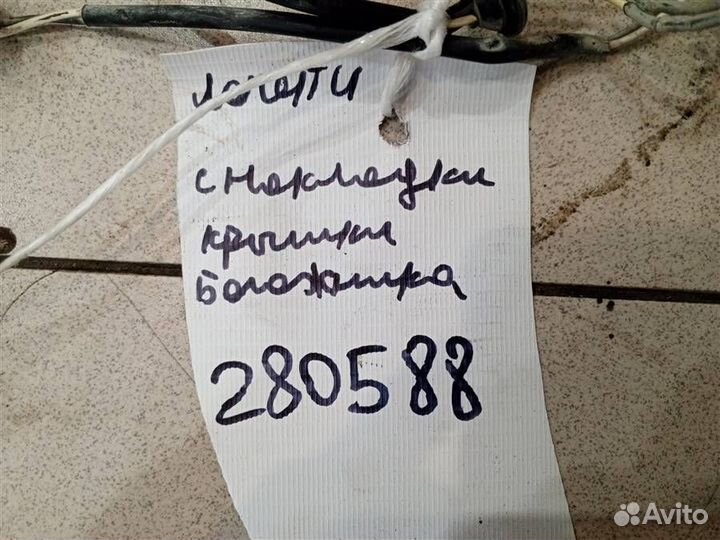 с накладки
крышки
багажника
280588
Avito